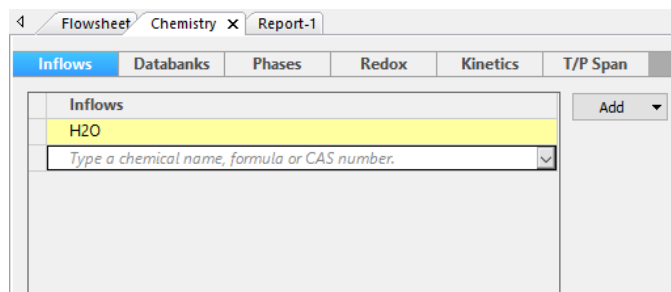 Flowsheet Chemistry X Report-1
Inflows Databanks Phases Redox Kinetics T/P Span
Inflows
Add
H2O
Type a chemical name, formula or CAS number.